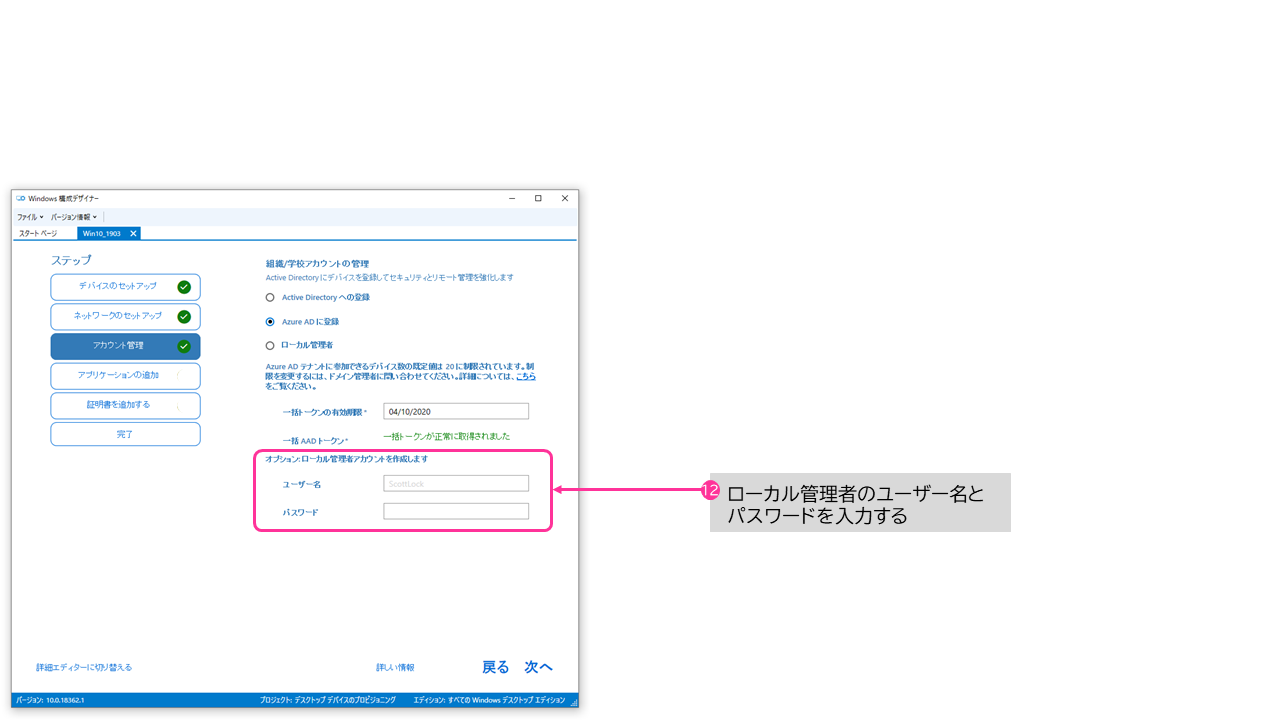 Windows 構成デザイナー
ファイル バージョン情報
スタート ページ Win10_1903
ステップ
デバイスのセットアップ
ネットワークのセットアップ
アカウント管理
アプリケーションの追加
証明書を追加する
完了
組織/学校アカウントの管理
Active Directoryにデバイスを登録してセキュリティとリモート管理を強化します
Active Directory への登録
Azure AD に登録
ローカル管理者
Azure AD テナントに参加できるデバイス数の既定値は 20 に制限されています。制
限を変更するには、ドメイン管理者に問い合わせてください。詳細については、こちら
をご覧ください。
一括トークンの有効期限 * 04/10/2020
一括 AAD トークン * 一括トークンが正常に取得されました
オプション:ローカル管理者アカウントを作成します
ユーザー名 ScottLock
パスワード
12 ローカル管理者のユーザー名と
パスワードを入力する
詳細エディターに切り替える 詳しい情報 戻る 次へ
バージョン: 10.0.18362.1 プロジェクト: デスクトップ デバイスのプロビジョニング エディション: すべての Windows デスクトップ エディション